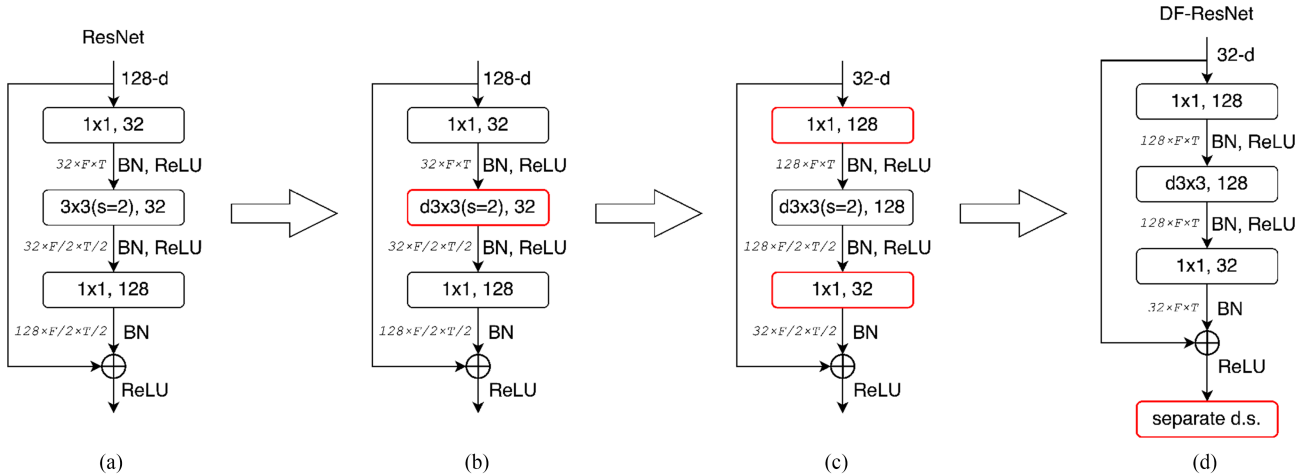 ResNet
128-d
1x1, 32
32×F×T
BN, ReLU
3x3(s=2), 32
32×F/2×T/2
BN, ReLU
1x1, 128
128×F/2×T/2
BN
ReLU
(a)
128-d
1x1, 32
32×F×T
BN, ReLU
d3x3(s=2), 32
32×F/2×T/2
BN, ReLU
1x1, 128
128×F/2×T/2
BN
ReLU
(b)
32-d
1x1, 128
128×F×T
BN, ReLU
d3x3(s=2), 128
128×F/2×T/2
BN, ReLU
1x1, 32
32×F/2×T/2
BN
ReLU
(c)
DF-ResNet
32-d
1x1, 128
128×F×T
BN, ReLU
d3x3, 128
128×F×T
BN, ReLU
1x1, 32
32×F×T
BN
ReLU
separate d.s.
(d)